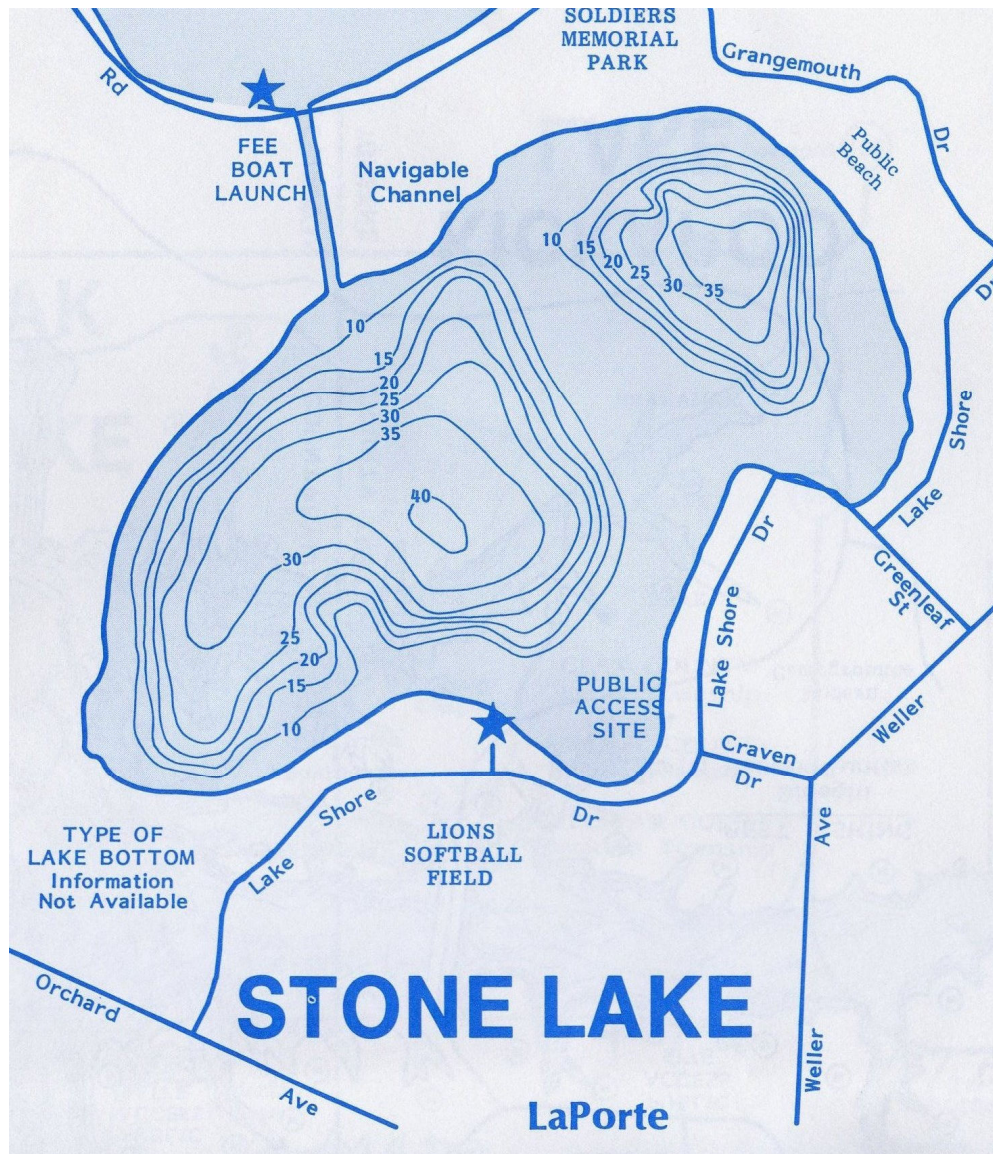 SOLDIERS
MEMORIAL
PARK
Grangemouth
Dr
Rd
FEE
BOAT
LAUNCH
Navigable
Channel
Public
Beach
10
15
20
25
30
35
Dr
Shore
Lake
10
15
20
25
30
35
40
30
25
20
15
10
Dr
Lake Shore
Greenleaf
St
PUBLIC
ACCESS
SITE
Weller
Craven
Dr
Ave
Shore
Dr
Lake
TYPE OF
LAKE BOTTOM
Information
Not Available
LIONS
SOFTBALL
FIELD
Orchard
Ave
STONE LAKE
Weller
LaPorte